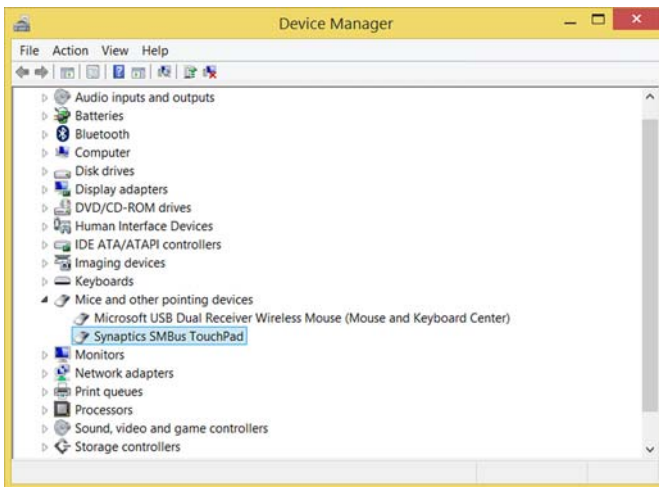 Device Manager
File Action View Help
Audio inputs and outputs
Batteries
Bluetooth
Computer
Disk drives
Display adapters
DVD/CD-ROM drives
Human Interface Devices
IDE ATA/ATAPI controllers
Imaging devices
Keyboards
Mice and other pointing devices
Microsoft USB Dual Receiver Wireless Mouse (Mouse and Keyboard Center)
Synaptics SMBus TouchPad
Monitors
Network adapters
Print queues
Processors
Sound, video and game controllers
Storage controllers